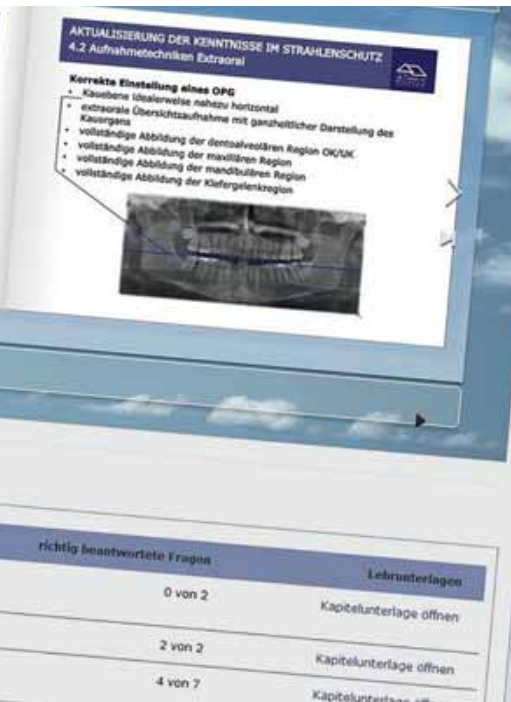 AKTUALISIERUNG DER KENNTNISSE IM STRAHLENSCHUTZ
4.2 Aufnahmetechniken Extraoral
Korrekte Einstellung eines OPG
• Kauebene idealerweise nahezu horizontal
• extraorale Übersichtsaufnahme mit ganzheitlicher Darstellung des
Kauorgans
• vollständige Abbildung der dentoalveolären Region OK/UK
• vollständige Abbildung der maxillären Region
• vollständige Abbildung der mandibulären Region
• vollständige Abbildung der Kiefergelenkregion
richtig beantwortete Fragen Lehrunterlagen
0 von 2 Kapitelunterlage öffnen
2 von 2 Kapitelunterlage öffnen
4 von 7 Kapitelunterlage